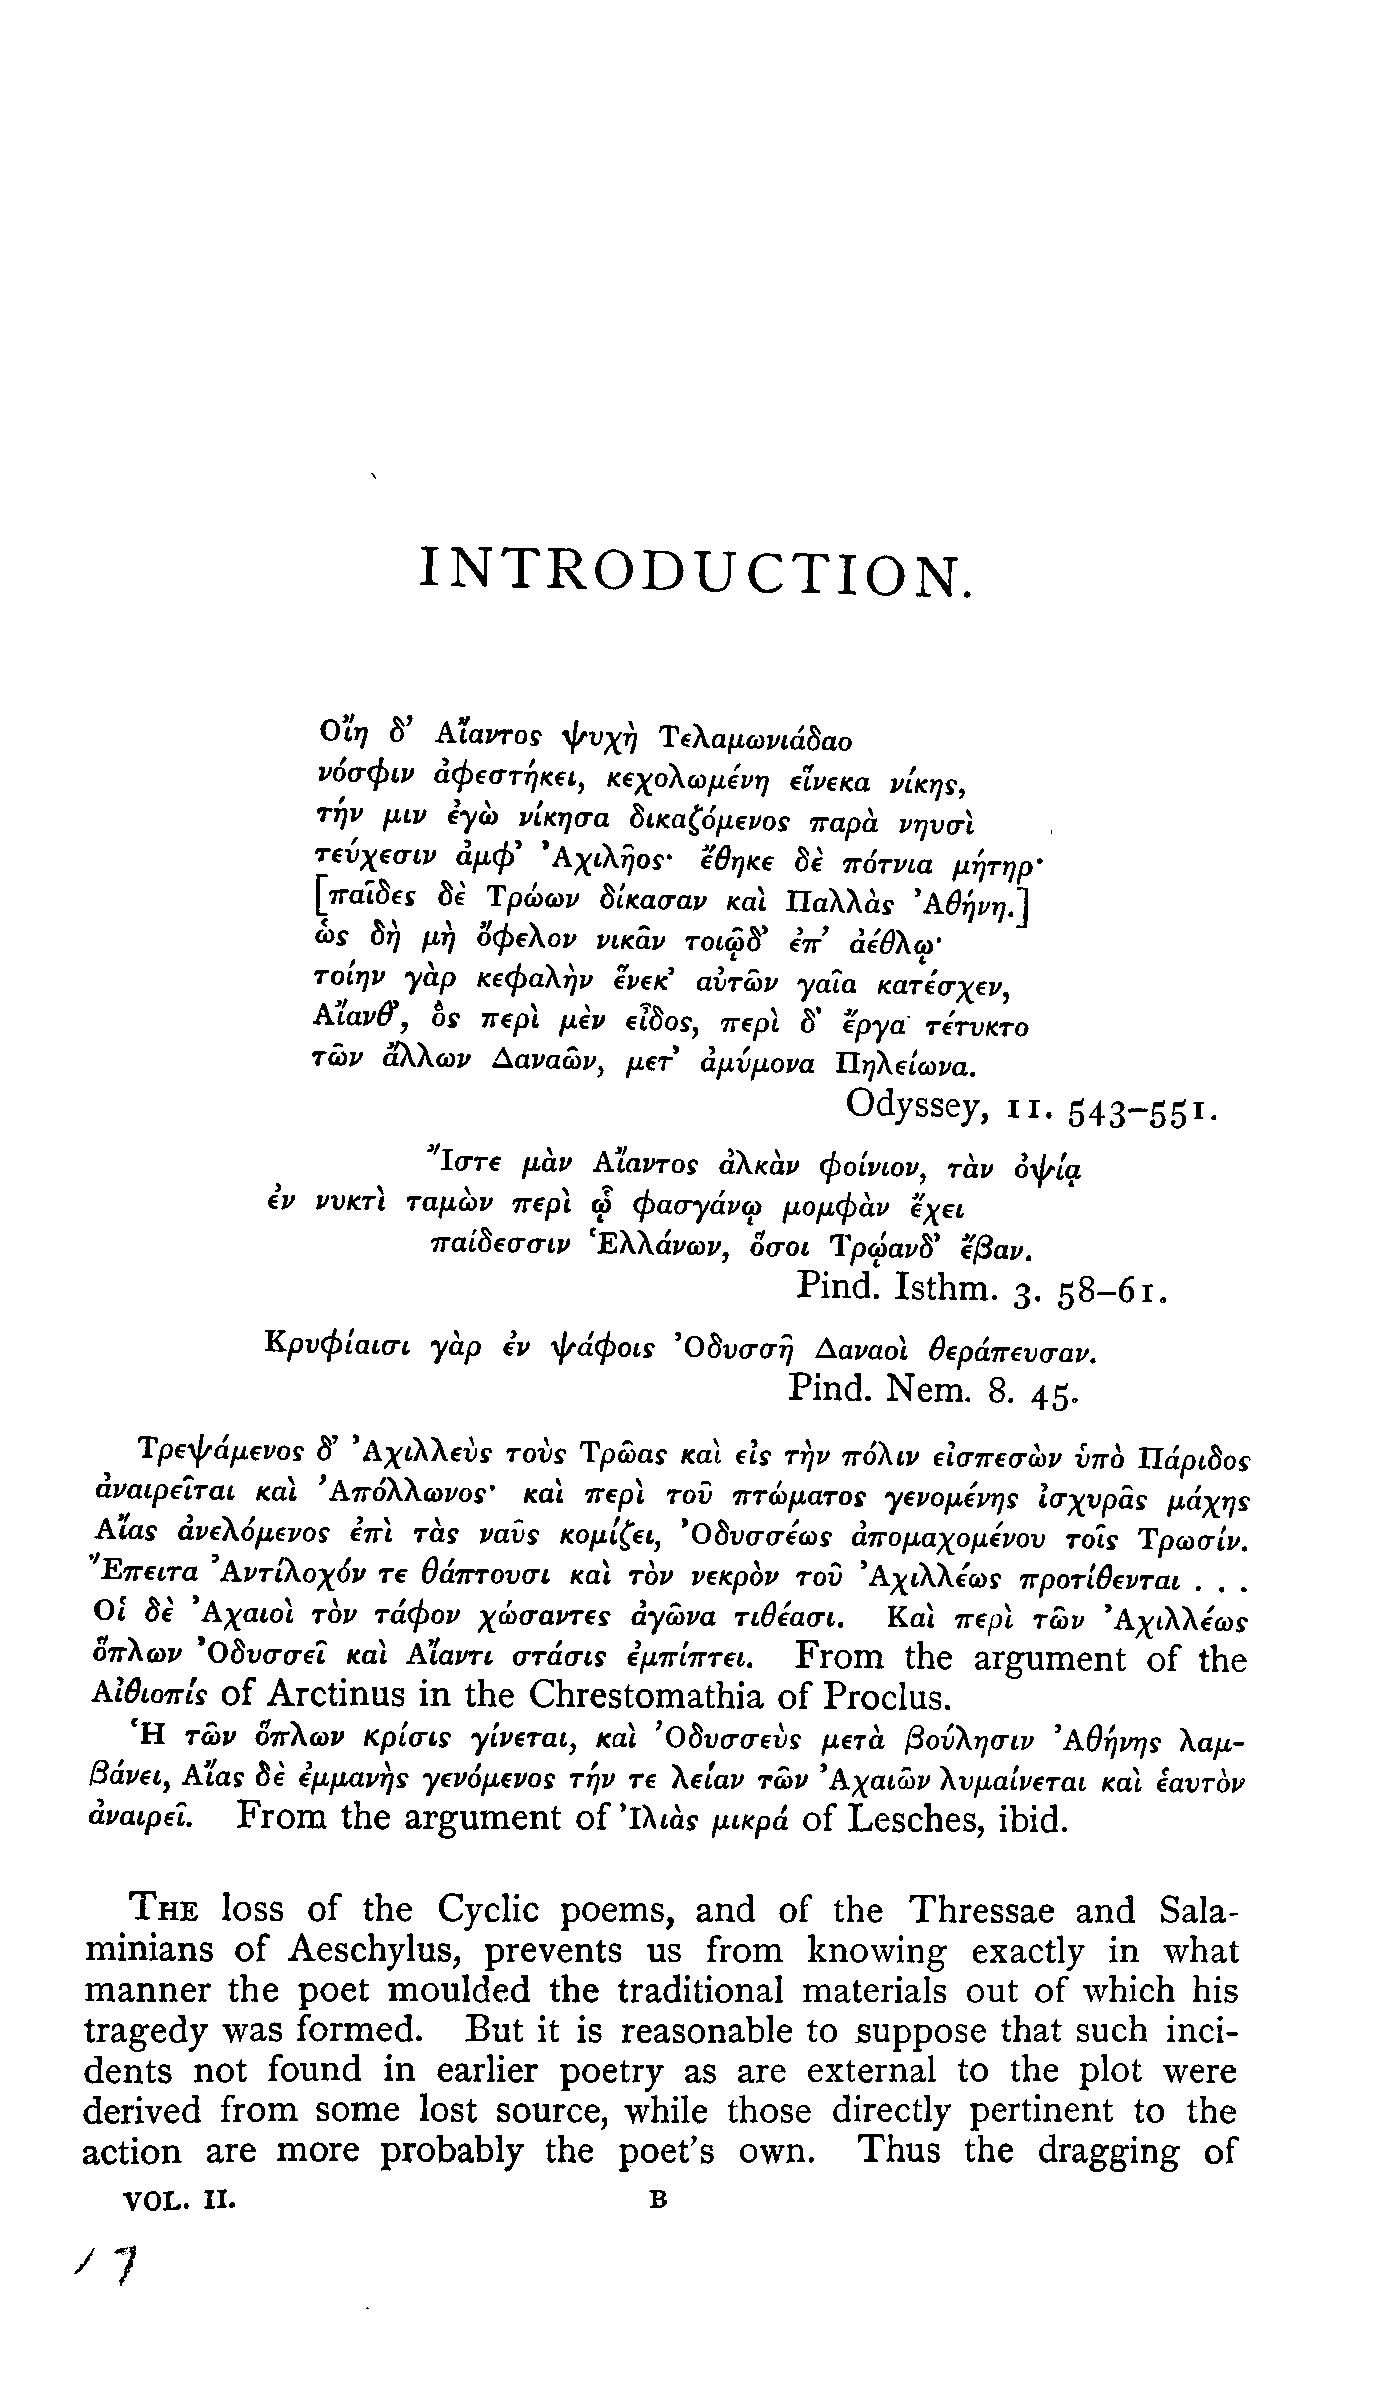 INTRODUCTION.
Οἴη δ’ Αἴαντος ψυχὴ Τελαμωνιάδαο
νόσφιν ἀφεστήκει, κεχολωμένη εἵνεκα νίκης,
τήν μιν ἐγὼ νίκησα δικαζόμενος παρὰ νηυσὶ
τεύχεσιν ἀμφ’ Ἀχιλῆος· ἔθηκε δὲ πότνια μήτηρ·
[παῖδες δὲ Τρώων δίκασαν καὶ Παλλὰς Ἀθήνη.]
ὡς δὴ μὴ ὄφελον νικᾶν τοιῷδ’ ἐπ’ ἀέθλῳ·
τοίην γὰρ κεφαλὴν ἕνεκ’ αὐτῶν γαῖα κατέσχεν,
Αἴανθ’, ὃς περὶ μὲν εἶδος, περὶ δ’ ἔργα τέτυκτο
τῶν ἄλλων Δαναῶν, μετ’ ἀμύμονα Πηλείωνα.
Odyssey, 11. 543–551.
Ἴστε μὰν Αἴαντος ἀλκὰν φοίνιον, τὰν ὀψίᾳ
ἐν νυκτὶ ταμὼν περὶ ᾧ φασγάνῳ μομφὰν ἔχει
παίδεσσιν Ἑλλάνων, ὅσοι Τρῴανδ’ ἔβαν.
Pind. Isthm. 3. 58–61.
Κρυφίαισι γὰρ ἐν ψάφοις Ὀδυσσῆ Δαναοὶ θεράπευσαν.
Pind. Nem. 8. 45.
Τρεψάμενος δ’ Ἀχιλλεὺς τοὺς Τρῶας καὶ εἰς τὴν πόλιν εἰσπεσὼν ὑπὸ Πάριδος
ἀναιρεῖται καὶ Ἀπόλλωνος· καὶ περὶ τοῦ πτώματος γενομένης ἰσχυρᾶς μάχης
Αἴας ἀνελόμενος ἐπὶ τὰς ναῦς κομίζει, Ὀδυσσέως ἀπομαχομένου τοῖς Τρωσίν.
Ἔπειτα Ἀντίλοχόν τε θάπτουσι καὶ τὸν νεκρὸν τοῦ Ἀχιλλέως προτίθενται . . .
Οἱ δὲ Ἀχαιοὶ τὸν τάφον χώσαντες ἀγῶνα τιθέασι. Καὶ περὶ τῶν Ἀχιλλέως
ὅπλων Ὀδυσσεῖ καὶ Αἴαντι στάσις ἐμπίπτει. From the argument of the
Αἰθιοπίς of Arctinus in the Chrestomathia of Proclus.
Ἡ τῶν ὅπλων κρίσις γίνεται, καὶ Ὀδυσσεὺς μετὰ βούλησιν Ἀθήνης λαμ-
βάνει, Αἴας δὲ ἐμμανὴς γενόμενος τήν τε λείαν τῶν Ἀχαιῶν λυμαίνεται καὶ ἑαυτὸν
ἀναιρεῖ. From the argument of Ἰλιὰς μικρά of Lesches, ibid.
THE loss of the Cyclic poems, and of the Thressae and Sala-
minians of Aeschylus, prevents us from knowing exactly in what
manner the poet moulded the traditional materials out of which his
tragedy was formed. But it is reasonable to suppose that such inci-
dents not found in earlier poetry as are external to the plot were
derived from some lost source, while those directly pertinent to the
action are more probably the poet’s own. Thus the dragging of
VOL. II. B
17